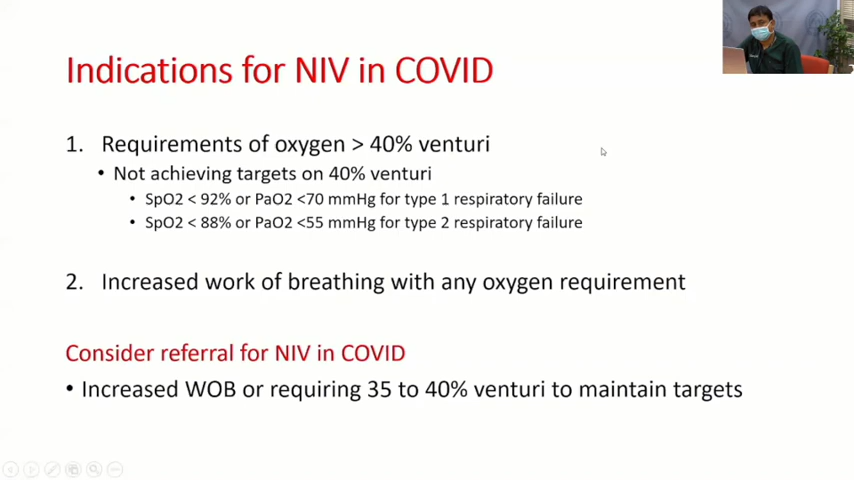 Indications for NIV in COVID
1. Requirements of oxygen > 40% venturi
• Not achieving targets on 40% venturi
• SpO2 < 92% or PaO2 <70 mmHg for type 1 respiratory failure
• SpO2 < 88% or PaO2 <55 mmHg for type 2 respiratory failure
2. Increased work of breathing with any oxygen requirement
Consider referral for NIV in COVID
• Increased WOB or requiring 35 to 40% venturi to maintain targets